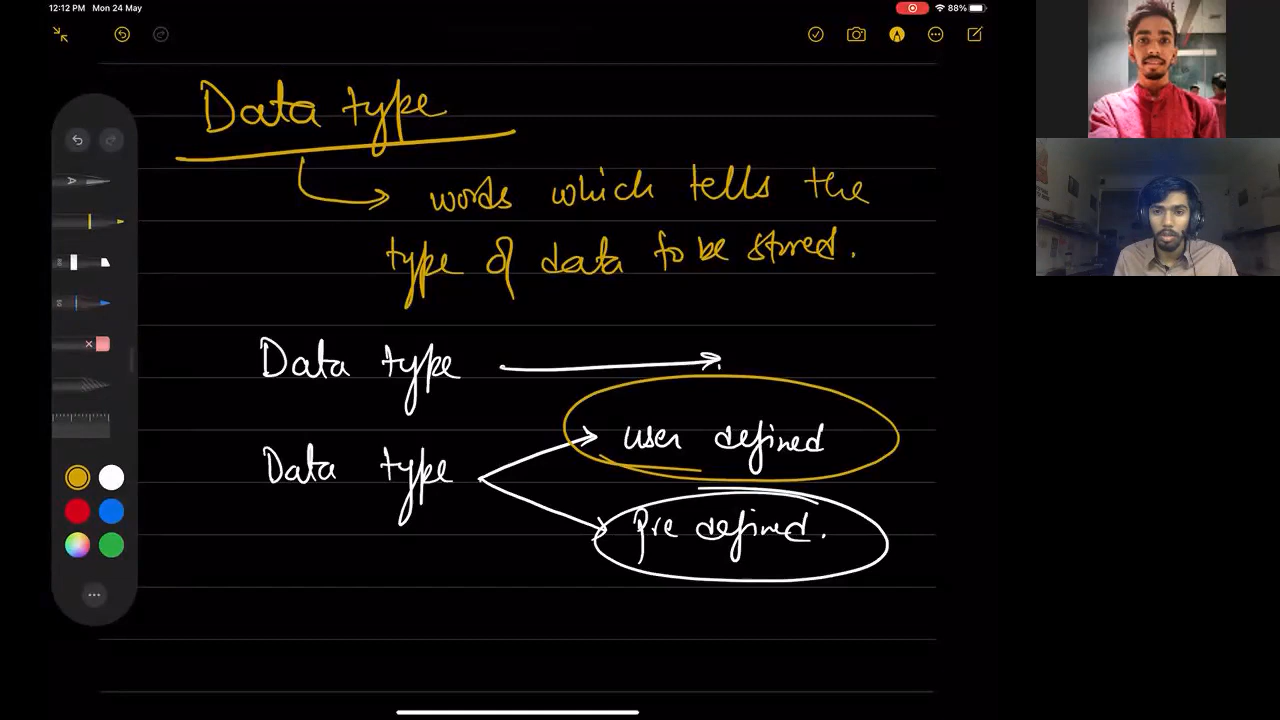 12:12 PM Mon 24 May
88%
Data type
words which tells the
type of data to be stored.
Data type
user defined
Data type
Pre defined.